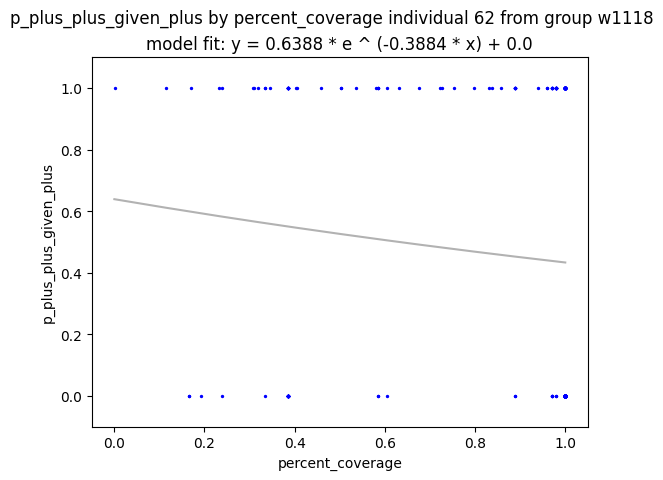 p_plus_plus_given_plus by percent_coverage individual 62 from group w1118
model fit: y = 0.6388 * e ^ (-0.3884 * x) + 0.0
1.0
0.8
0.6
0.4
0.2
0.0
p_plus_plus_given_plus
0.0 0.2 0.4 0.6 0.8 1.0
percent_coverage